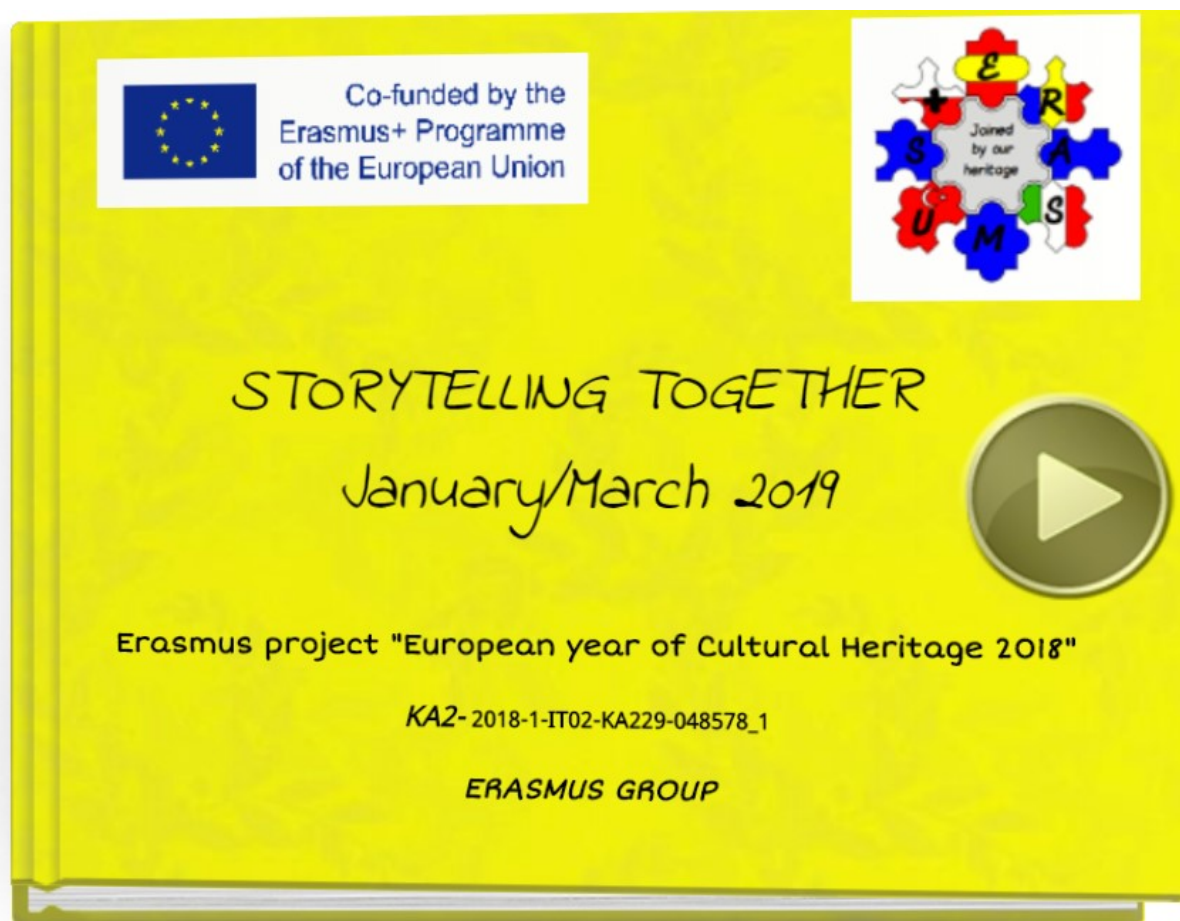 Co-funded by the
Erasmus+ Programme
of the European Union
E
R
A
S
M
U
S
+
Joined
by our
heritage
STORYTELLING TOGETHER
January/March 2019
Erasmus project "European year of Cultural Heritage 2018"
KA2- 2018-1-IT02-KA229-048578_1
ERASMUS GROUP